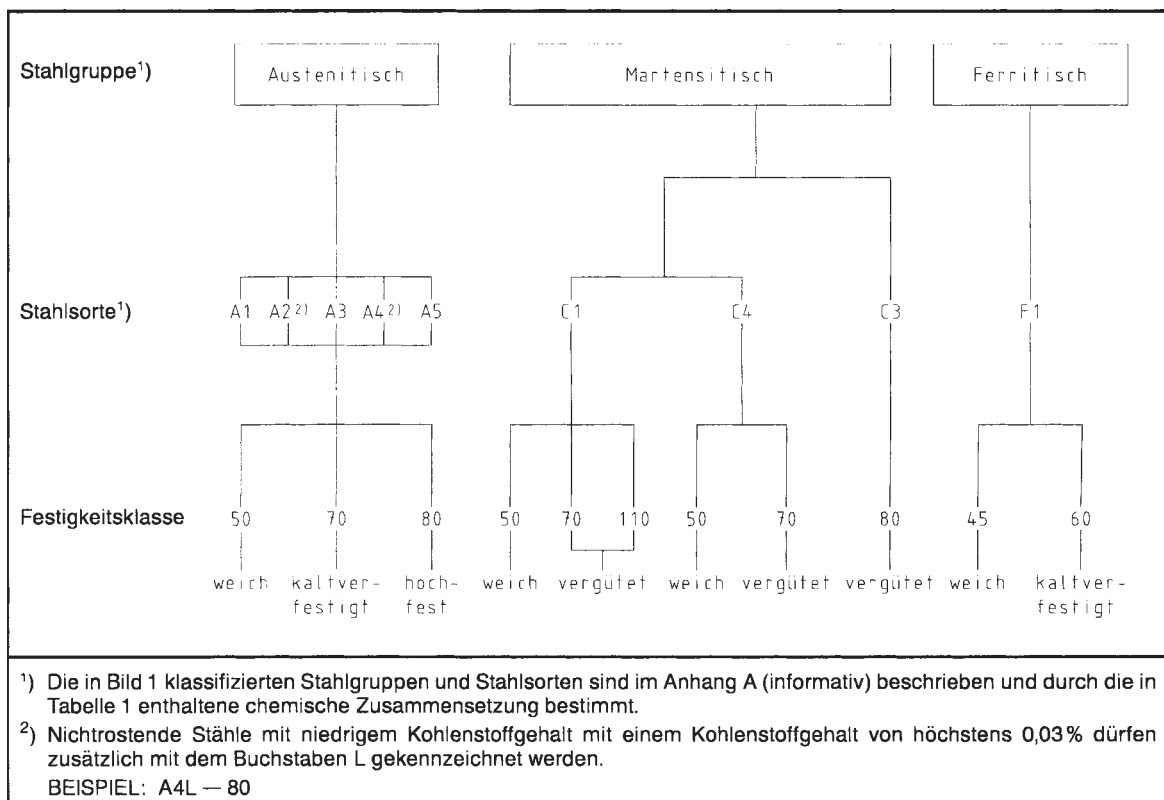 Stahlgruppe¹) Austenitisch Martensitisch Ferritisch
Stahlsorte¹) A1 A2²⁾ A3 A4²⁾ A5 C1 C4 C3 F1
Festigkeitsklasse 50 70 80 50 70 110 50 70 80 45 60
weich kaltver- hoch- weich vergütet weich vergütet vergütet weich kaltver-
festigt fest festigt
¹) Die in Bild 1 klassifizierten Stahlgruppen und Stahlsorten sind im Anhang A (informativ) beschrieben und durch die in
Tabelle 1 enthaltene chemische Zusammensetzung bestimmt.
²) Nichtrostende Stähle mit niedrigem Kohlenstoffgehalt mit einem Kohlenstoffgehalt von höchstens 0,03% dürfen
zusätzlich mit dem Buchstaben L gekennzeichnet werden.
BEISPIEL: A4L — 80